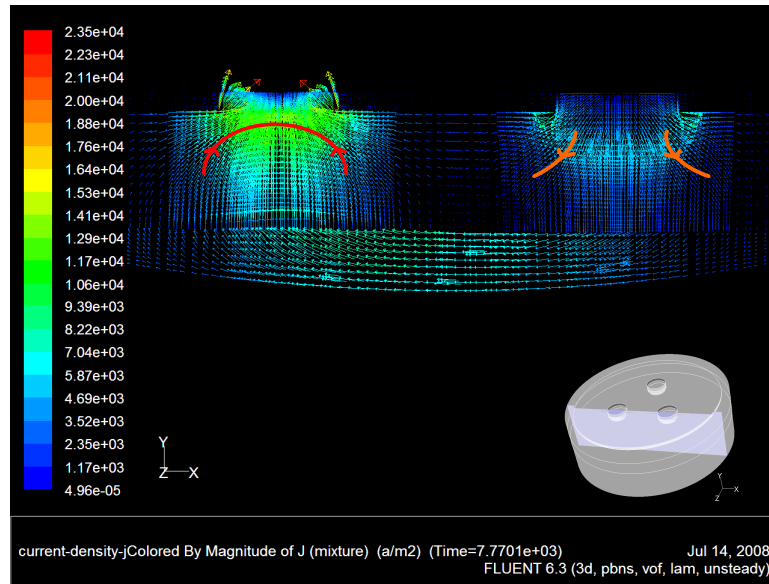 2.35e+04
2.23e+04
2.11e+04
2.00e+04
1.88e+04
1.76e+04
1.64e+04
1.53e+04
1.41e+04
1.29e+04
1.17e+04
1.06e+04
9.39e+03
8.22e+03
7.04e+03
5.87e+03
4.69e+03
3.52e+03
2.35e+03
1.17e+03
4.96e-05
Y
Z X
Y
Z X
current-density-jColored By Magnitude of J (mixture) (a/m2) (Time=7.7701e+03)
Jul 14, 2008
FLUENT 6.3 (3d, pbns, vof, lam, unsteady)